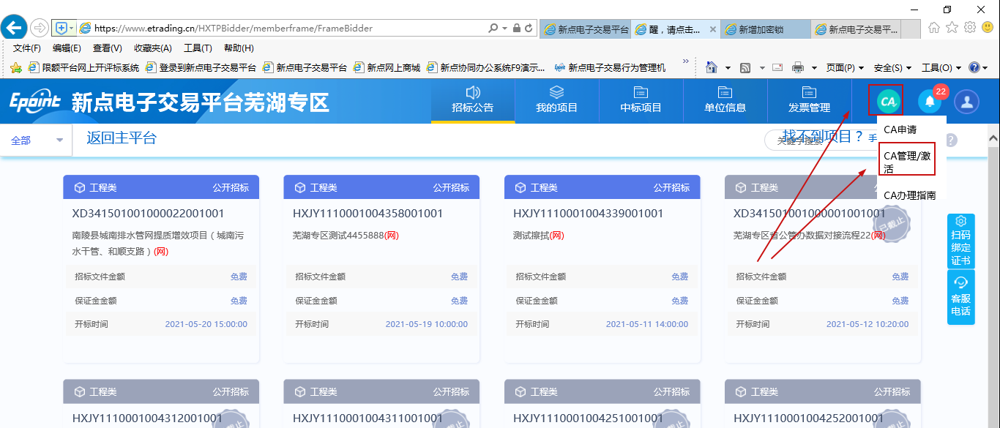 https://www.etrading.cn/HXTPBidder/memberframe/FrameBidder
新点电子交易平台
醒，请点击...
新增加密锁
新点电子交易平...
文件(F) 编辑(E) 查看(V) 收藏夹(A) 工具(T) 帮助(H)
限额平台网上开评标系统 登录到新点电子交易平台 新点电子交易平台 新点网上商城 新点协同办公系统F9演示... 新点电子交易行为管理机 » 页面(P) 安全(S) 工具(O)
Epoint 新点电子交易平台芜湖专区
招标公告 我的项目 中标项目 单位信息 发票管理 CA 22
CA申请
CA管理/激
活
CA办理指南
全部 返回主平台 找不到项目？手
关键字搜索
工程类 公开招标
XD341501001000022001001
南陵县城南排水管网提质增效项目（城南污
水干管、和顺支路）(网)
招标文件金额 免费
保证金金额 免费
开标时间 2021-05-20 15:00:00
工程类 公开招标
HXJY1110001004358001001
芜湖专区测试4455888(网)
招标文件金额 免费
保证金金额 免费
开标时间 2021-05-19 10:00:00
工程类 公开招标
HXJY1110001004339001001
测试擦拭(网)
招标文件金额 免费
保证金金额 免费
开标时间 2021-05-11 14:00:00
工程类
XD341501001000001001001
已截止
芜湖专区省公管办数据对接流程22(网)
招标文件金额 免费
保证金金额 免费
开标时间 2021-05-12 10:20:00
扫码
绑定
证书
客服
电话
工程类 公开招标
HXJY1110001004312001001
工程类 公开招标
HXJY1110001004311001001
工程类 公开招标
HXJY1110001004251001001
工程类 公开招标
HXJY1110001004252001001